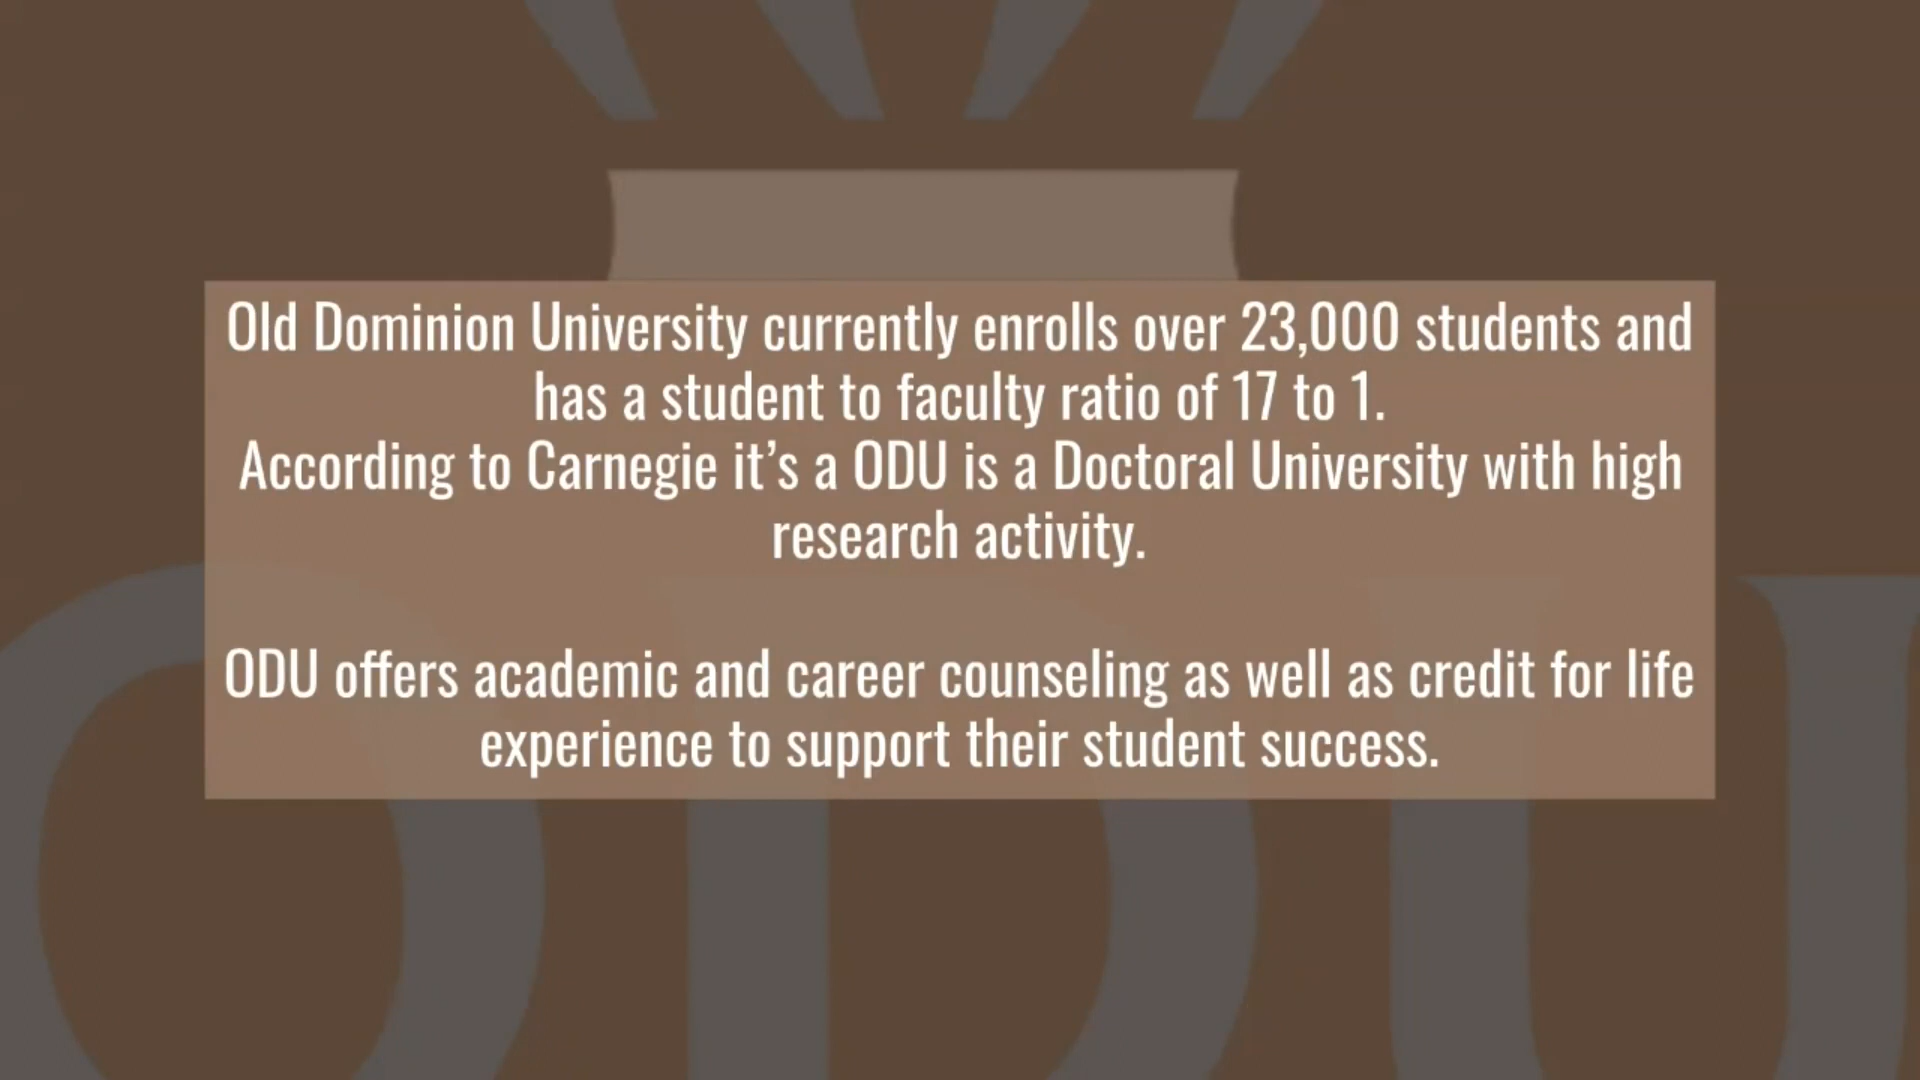 Old Dominion University currently enrolls over 23,000 students and
has a student to faculty ratio of 17 to 1.
According to Carnegie it’s a ODU is a Doctoral University with high
research activity.
ODU offers academic and career counseling as well as credit for life
experience to support their student success.
ODU